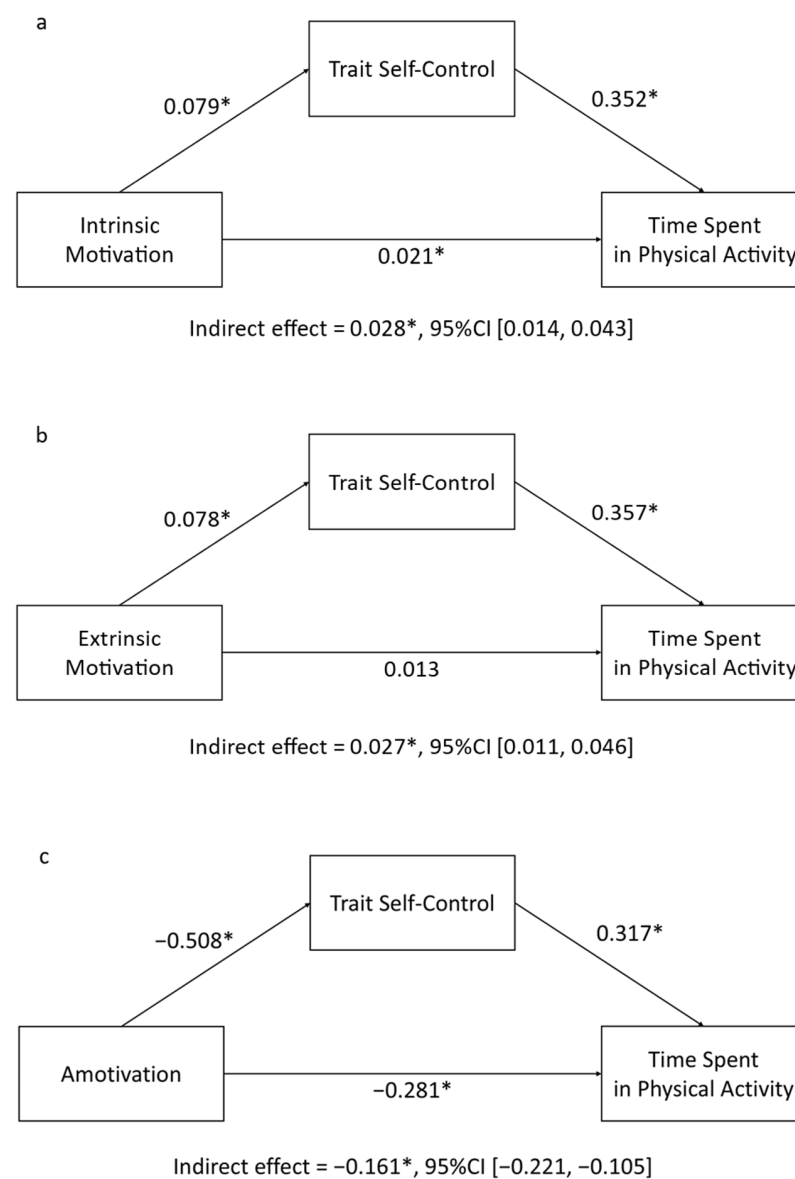 a
Trait Self-Control
0.079*
0.352*
Intrinsic
Motivation
Time Spent
in Physical Activity
0.021*
Indirect effect = 0.028*, 95%CI [0.014, 0.043]
b
Trait Self-Control
0.078*
0.357*
Extrinsic
Motivation
Time Spent
in Physical Activity
0.013
Indirect effect = 0.027*, 95%CI [0.011, 0.046]
c
Trait Self-Control
−0.508*
0.317*
Amotivation
Time Spent
in Physical Activity
−0.281*
Indirect effect = −0.161*, 95%CI [−0.221, −0.105]